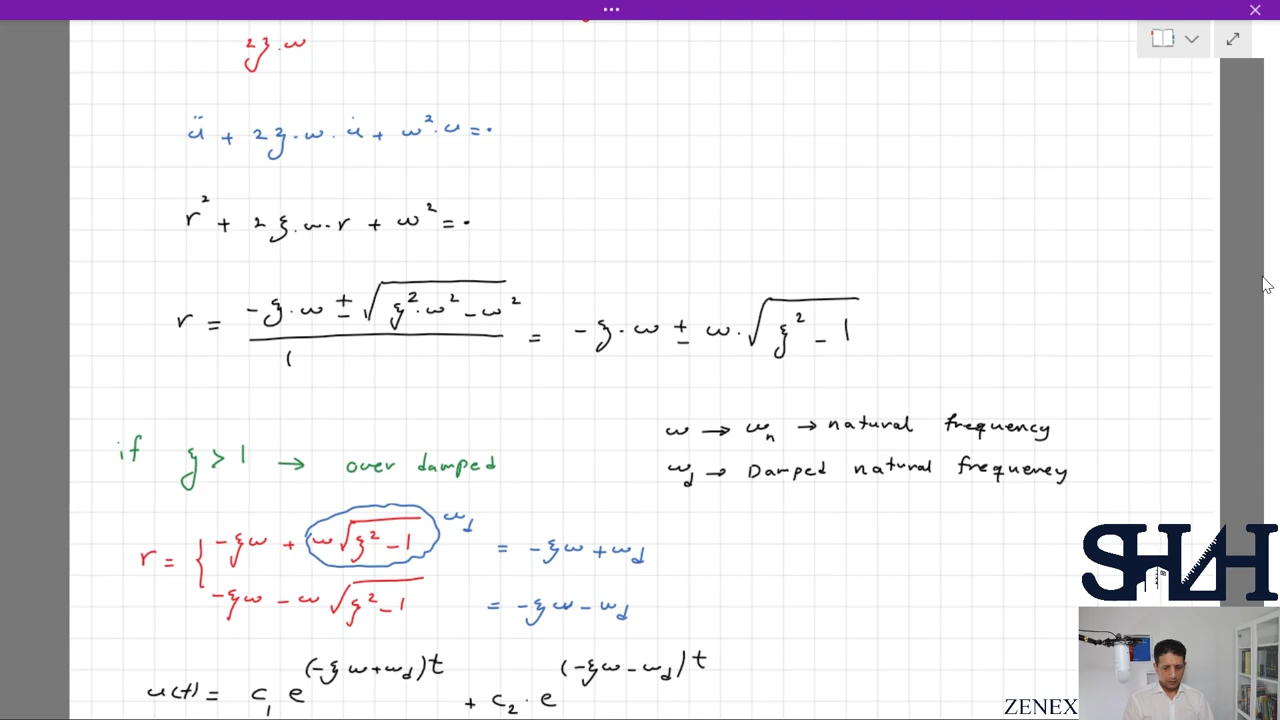 2ξ.ω
ü + 2ξ.ω.u̇ + ω².u = 0
r² + 2ξ.ω.r + ω² = 0
r = (-ξ.ω ± √(ξ².ω² - ω²)) / 1 = -ξ.ω ± ω.√(ξ² - 1)
ω → ωn → natural frequency
if ξ > 1 → over damped
ωd → Damped natural frequency
r = { -ξω + ω√(ξ² - 1) ωd = -ξω + ωd
-ξω - ω√(ξ² - 1) = -ξω - ωd
u(t) = c₁ e^(-ξω+ωd)t + c₂ . e^(-ξω-ωd)t
ZENEX